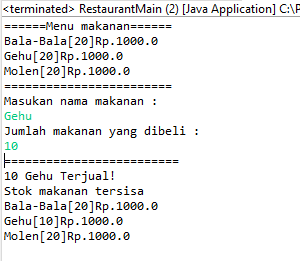 <terminated> RestaurantMain (2) [Java Application] C:\P
======Menu makanan======
Bala-Bala[20]Rp.1000.0
Gehu[20]Rp.1000.0
Molen[20]Rp.1000.0
========================
Masukan nama makanan :
Gehu
Jumlah makanan yang dibeli :
10
=========================
10 Gehu Terjual!
Stok makanan tersisa
Bala-Bala[20]Rp.1000.0
Gehu[10]Rp.1000.0
Molen[20]Rp.1000.0